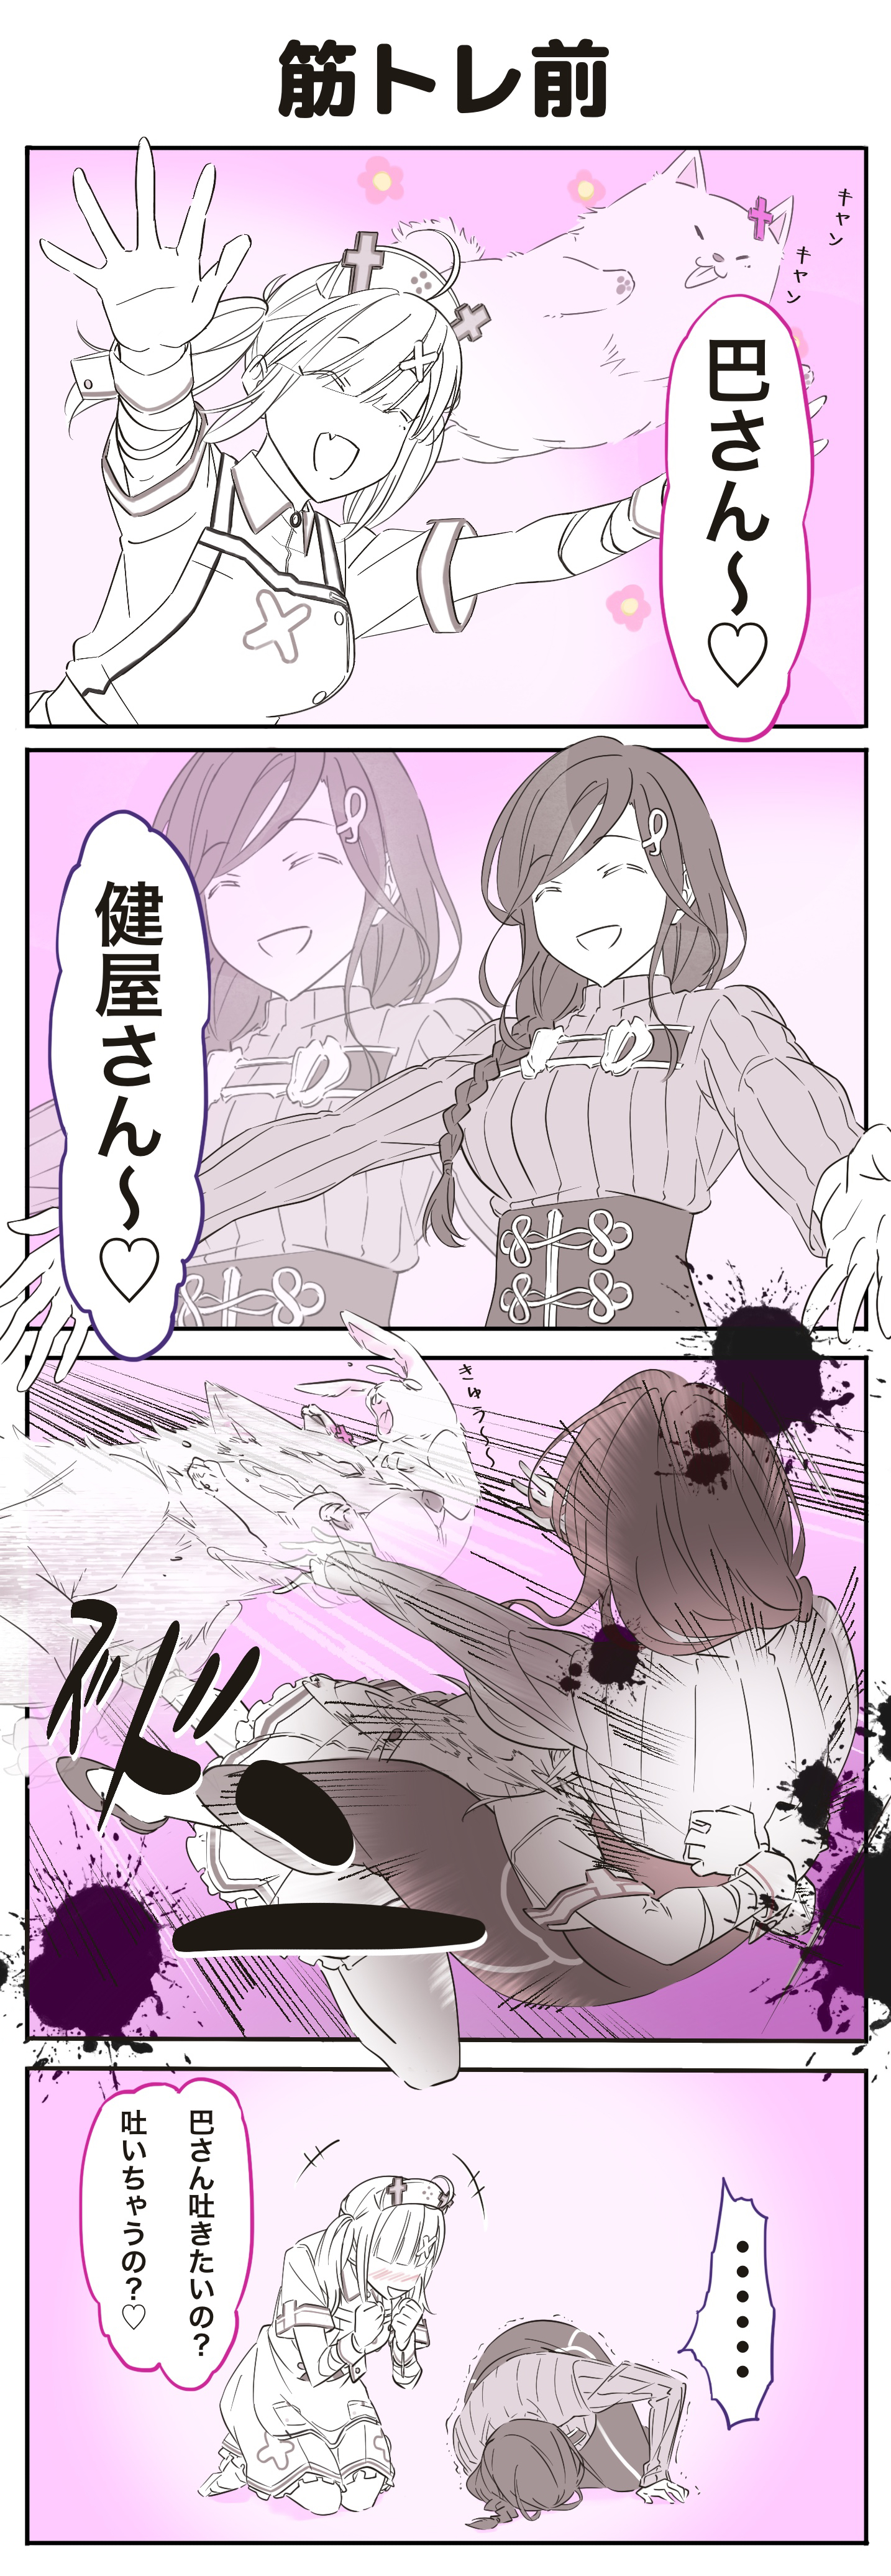 筋トレ前
キャン
キャン
巴さん〜♡
健屋さん〜♡
きゅう〜〜
ドドッ
……
巴さん吐きたいの？
吐いちゃうの？♡